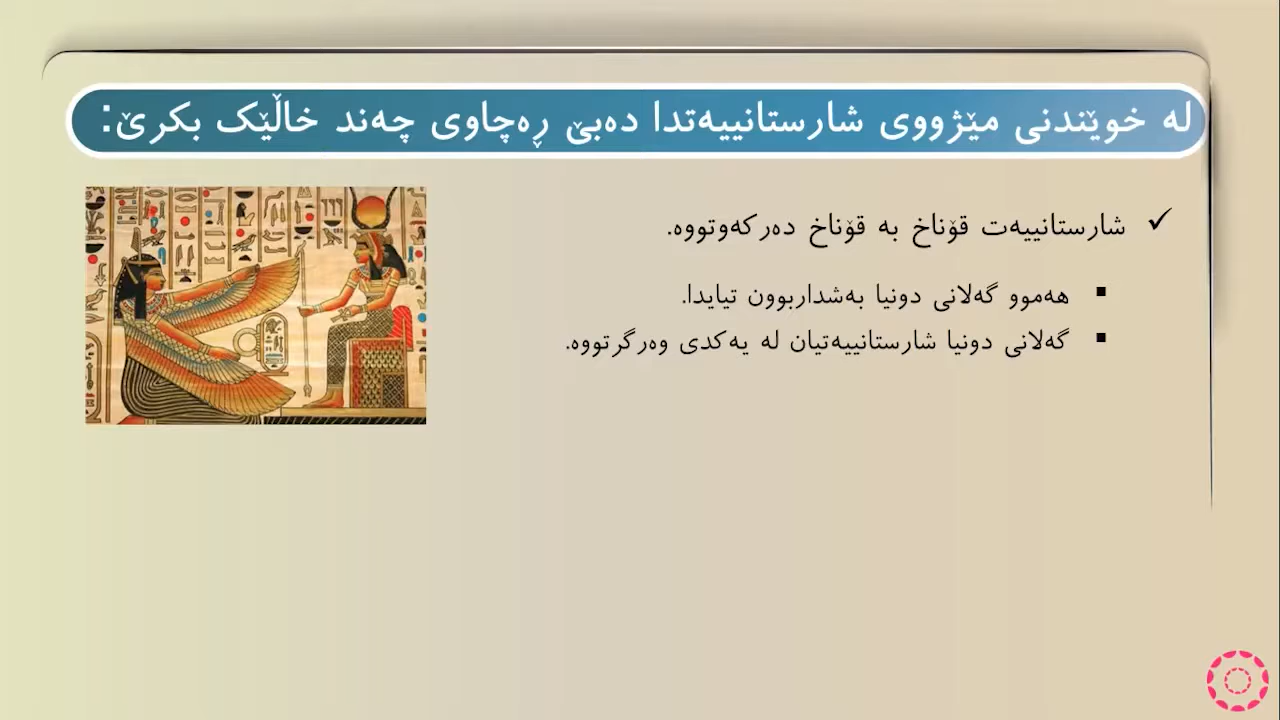 لە خوێندنی مێژووی شارستانییەتدا دەبێ ڕەچاوی چەند خاڵێک بکرێ:
شارستانییەت قۆناخ بە قۆناخ دەرکەوتووە.
هەموو گەلانی دونیا بەشداربوون تیایدا.
گەلانی دونیا شارستانییەتیان لە یەکدی وەرگرتووە.